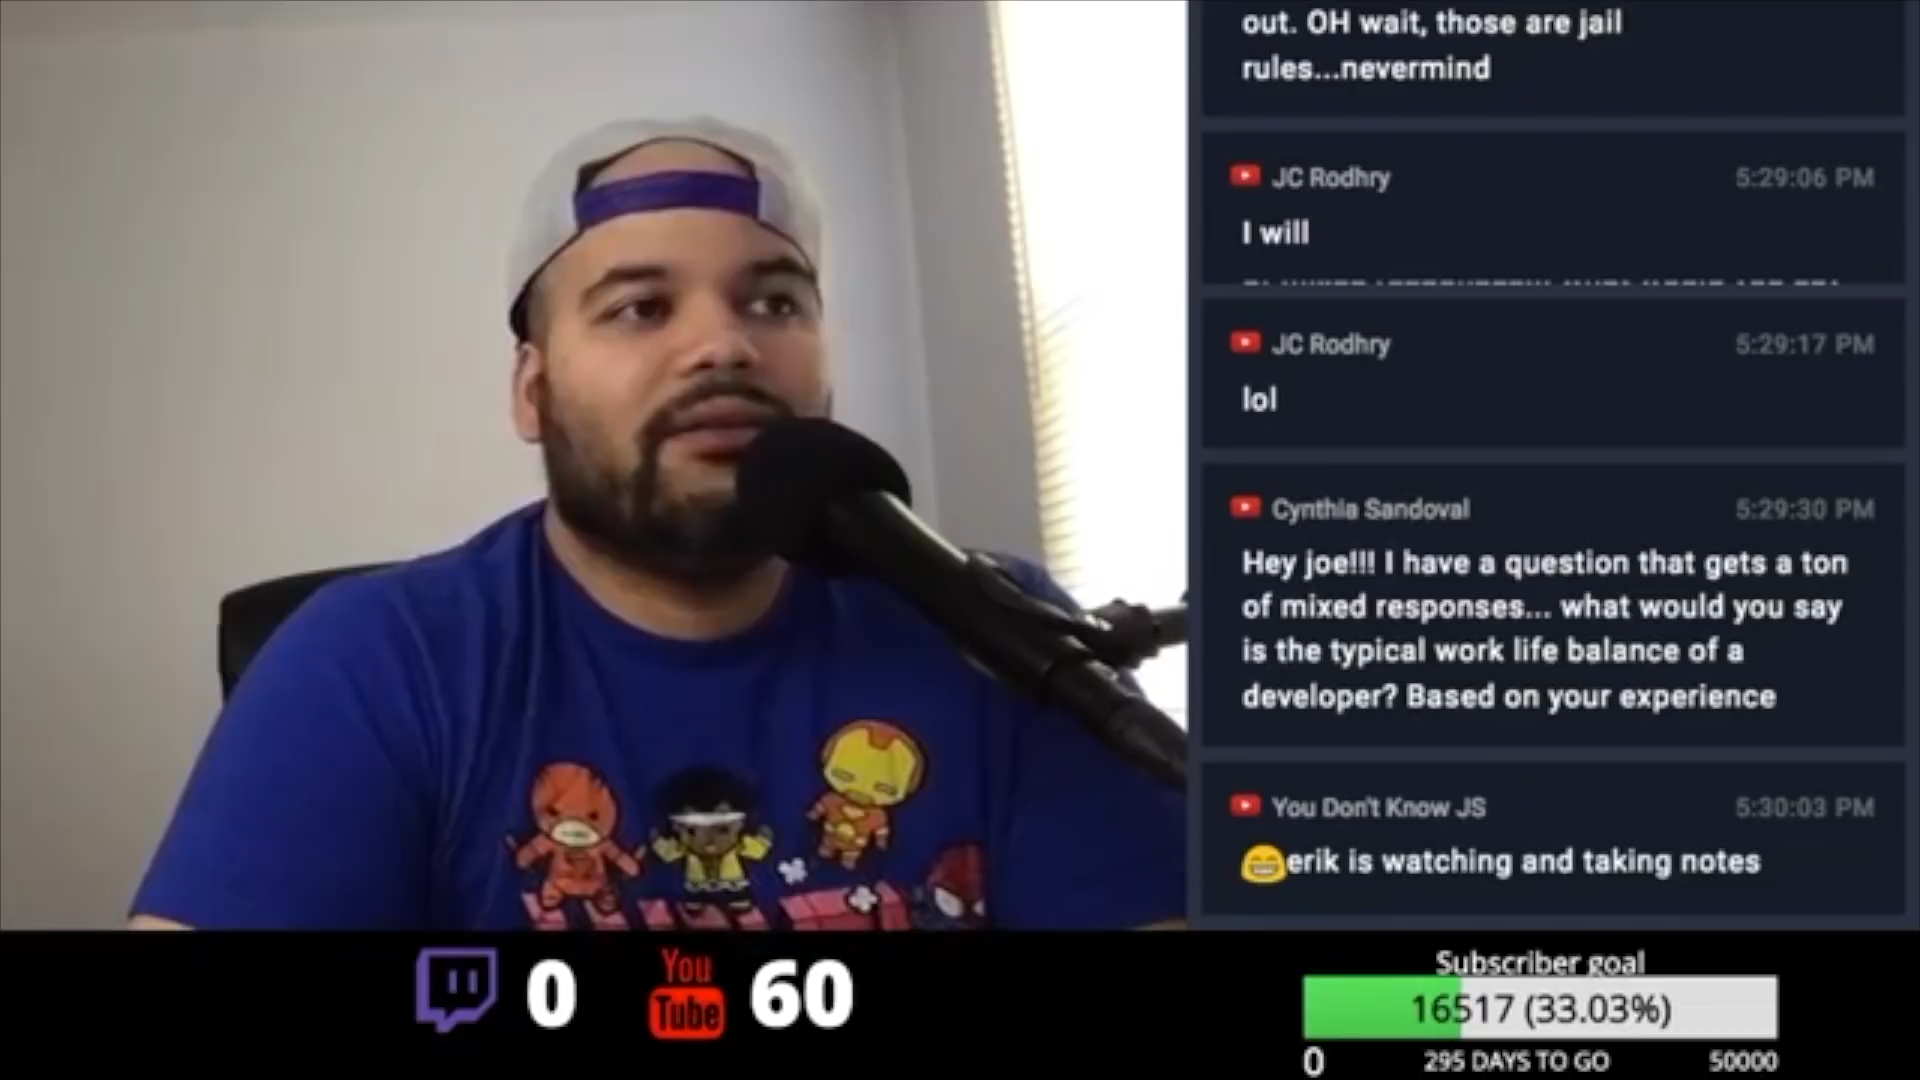 out. OH wait, those are jail
rules...nevermind
JC Rodhry
5:29:06 PM
I will
JC Rodhry
5:29:17 PM
lol
Cynthia Sandoval
5:29:30 PM
Hey joe!!! I have a question that gets a ton
of mixed responses... what would you say
is the typical work life balance of a
developer? Based on your experience
You Don't Know JS
5:30:03 PM
😁erik is watching and taking notes
0
You
Tube
60
Subscriber goal
16517 (33.03%)
0
295 DAYS TO GO
50000